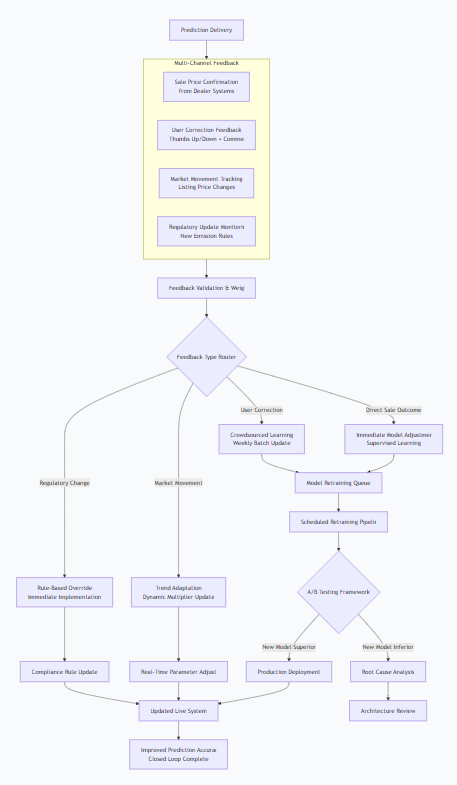 Prediction Delivery
Multi-Channel Feedback
Sale Price Confirmation
from Dealer Systems
User Correction Feedback
Thumbs Up/Down + Comme
Market Movement Tracking
Listing Price Changes
Regulatory Update Monitori
New Emission Rules
Feedback Validation & Weig
Feedback Type Router
User Correction
Direct Sale Outcome
Crowdsourced Learning
Weekly Batch Update
Immediate Model Adjustmer
Supervised Learning
Regulatory Change
Market Movement
Model Retraining Queue
Scheduled Retraining Pipelin
Rule-Based Override
Immediate Implementation
Trend Adaptation
Dynamic Multiplier Update
A/B Testing Framework
New Model Superior
New Model Inferior
Compliance Rule Update
Real-Time Parameter Adjust
Production Deployment
Root Cause Analysis
Updated Live System
Architecture Review
Improved Prediction Accurac
Closed Loop Complete